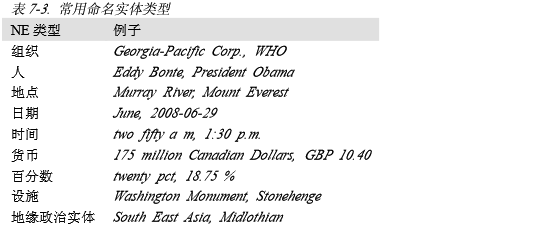 表 7-3. 常用命名实体类型
NE 类型 例子
组织 Georgia-Pacific Corp., WHO
人 Eddy Bonte, President Obama
地点 Murray River, Mount Everest
日期 June, 2008-06-29
时间 two fifty a m, 1:30 p.m.
货币 175 million Canadian Dollars, GBP 10.40
百分数 twenty pct, 18.75 %
设施 Washington Monument, Stonehenge
地缘政治实体 South East Asia, Midlothian